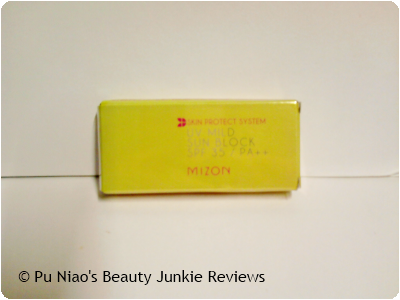 SKIN PROTECT SYSTEM
UV MILD
SUN BLOCK
SPF 30 PA++
MIZON
© Pu Niao's Beauty Junkie Reviews